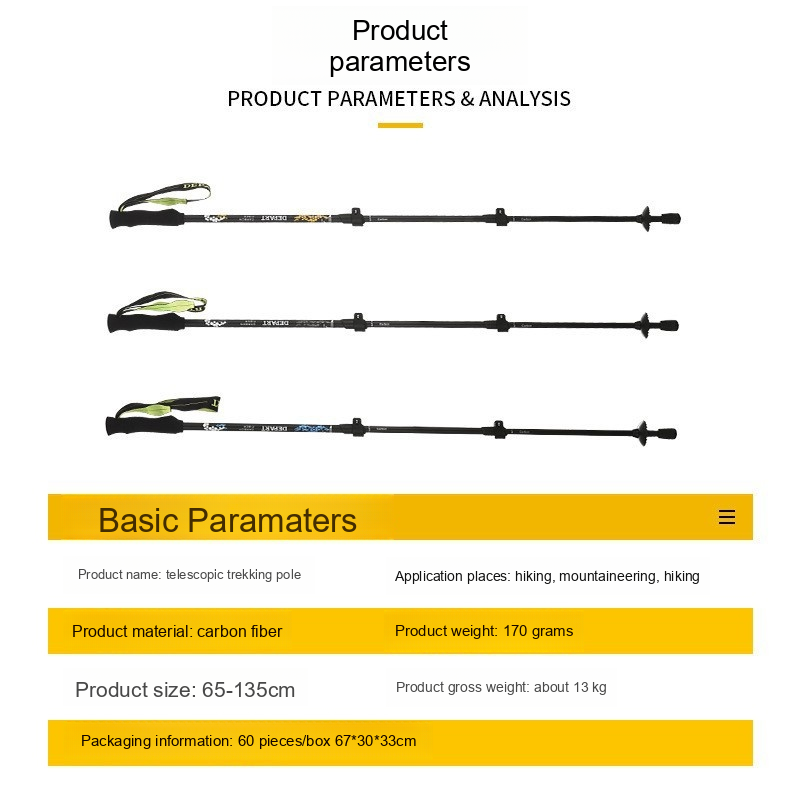 Product
parameters
PRODUCT PARAMETERS & ANALYSIS
DEPART
DEPART
DEPART
Basic Paramaters
Product name: telescopic trekking pole
Application places: hiking, mountaineering, hiking
Product material: carbon fiber
Product weight: 170 grams
Product size: 65-135cm
Product gross weight: about 13 kg
Packaging information: 60 pieces/box 67*30*33cm